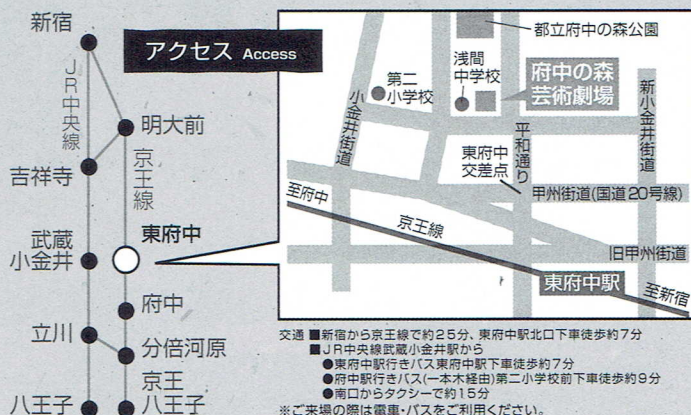 アクセス Access
新宿
JR中央線
明大前
京王線
吉祥寺
東府中
武蔵
小金井
府中
立川
分倍河原
京王
八王子
八王子
都立府中の森公園
浅間
中学校
第二
小学校
府中の森
芸術劇場
小金井街道
平和通り
新小金井街道
東府中
交差点
甲州街道(国道20号線)
至府中
京王線
旧甲州街道
東府中駅
至新宿
交通 ■新宿から京王線で約25分、東府中駅北口下車徒歩約7分
■JR中央線武蔵小金井駅から
●東府中駅行きバス東府中駅下車徒歩約7分
●府中駅行きバス(一本木経由)第二小学校前下車徒歩約9分
●南口からタクシーで約15分
※ご来場の際は電車・バスをご利用ください。